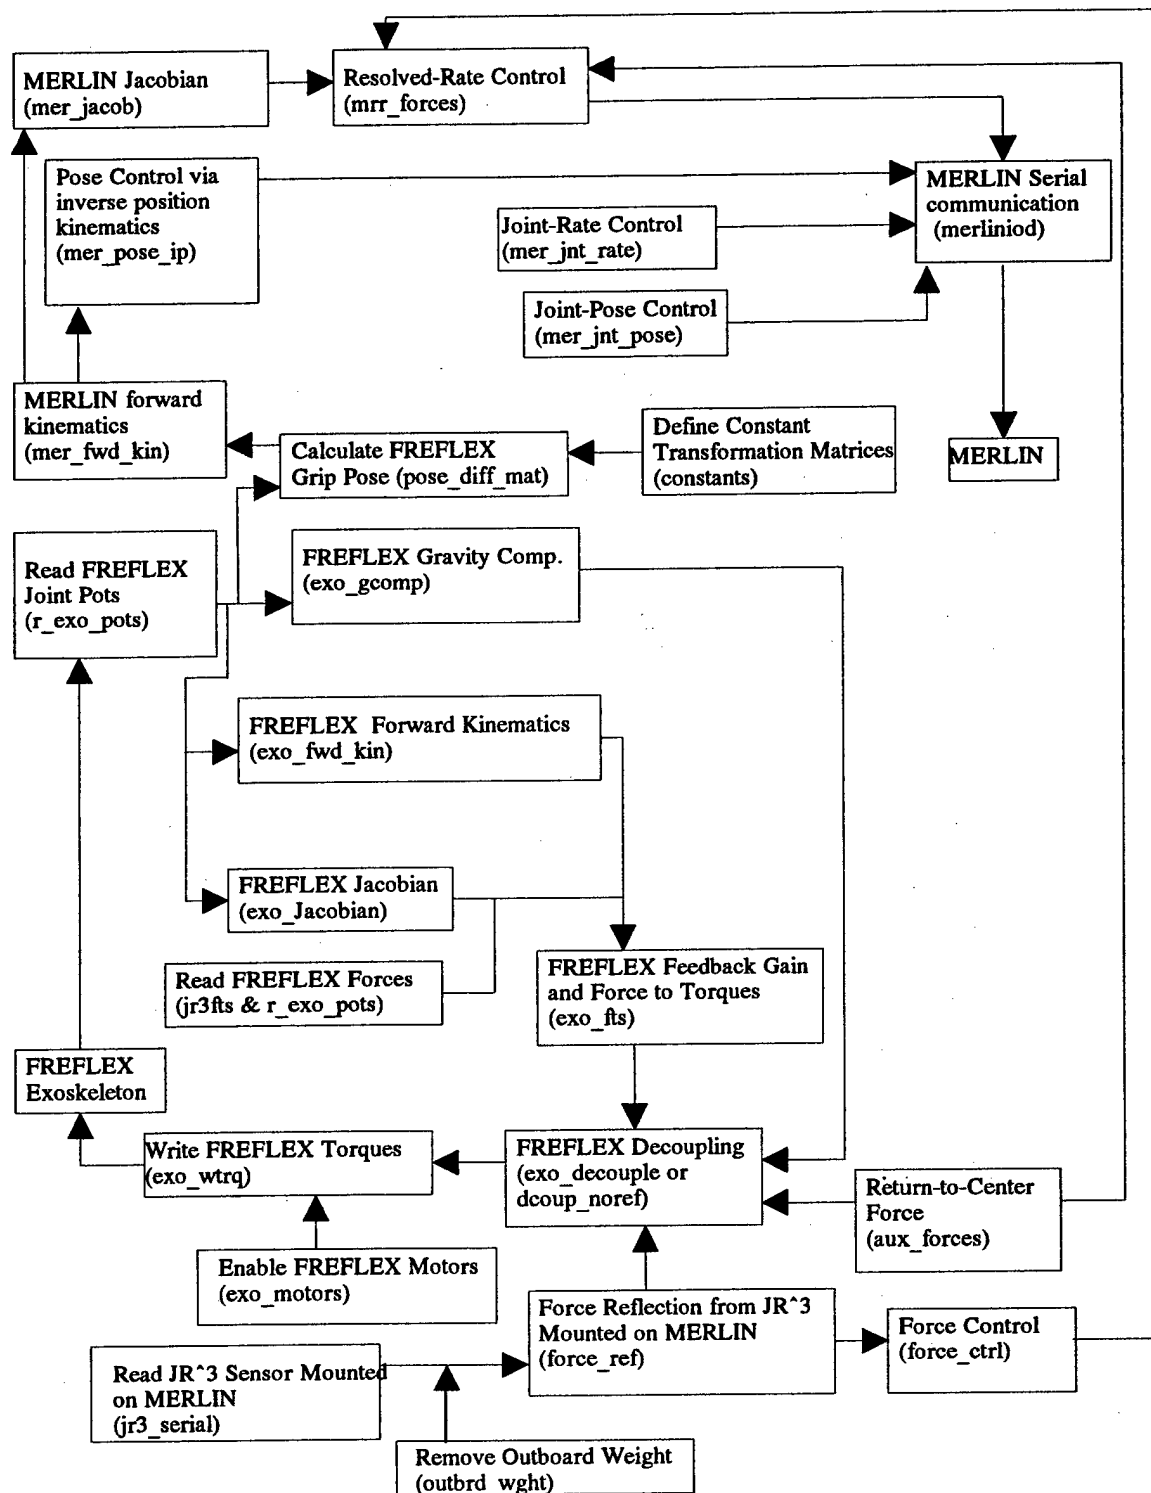 MERLIN Jacobian
(mer_jacob)
Resolved-Rate Control
(mrr_forces)
Pose Control via
inverse position
kinematics
(mer_pose_ip)
MERLIN Serial
communication
(merliniod)
Joint-Rate Control
(mer_jnt_rate)
Joint-Pose Control
(mer_jnt_pose)
MERLIN forward
kinematics
(mer_fwd_kin)
Calculate FREFLEX
Grip Pose (pose_diff_mat)
Define Constant
Transformation Matrices
(constants)
MERLIN
Read FREFLEX
Joint Pots
(r_exo_pots)
FREFLEX Gravity Comp.
(exo_gcomp)
FREFLEX Forward Kinematics
(exo_fwd_kin)
FREFLEX Jacobian
(exo_Jacobian)
Read FREFLEX Forces
(jr3fts & r_exo_pots)
FREFLEX Feedback Gain
and Force to Torques
(exo_fts)
FREFLEX
Exoskeleton
Write FREFLEX Torques
(exo_wtrq)
FREFLEX Decoupling
(exo_decouple or
dcoup_noref)
Return-to-Center
Force
(aux_forces)
Enable FREFLEX Motors
(exo_motors)
Force Reflection from JR^3
Mounted on MERLIN
(force_ref)
Force Control
(force_ctrl)
Read JR^3 Sensor Mounted
on MERLIN
(jr3_serial)
Remove Outboard Weight
(outbrd_wght)